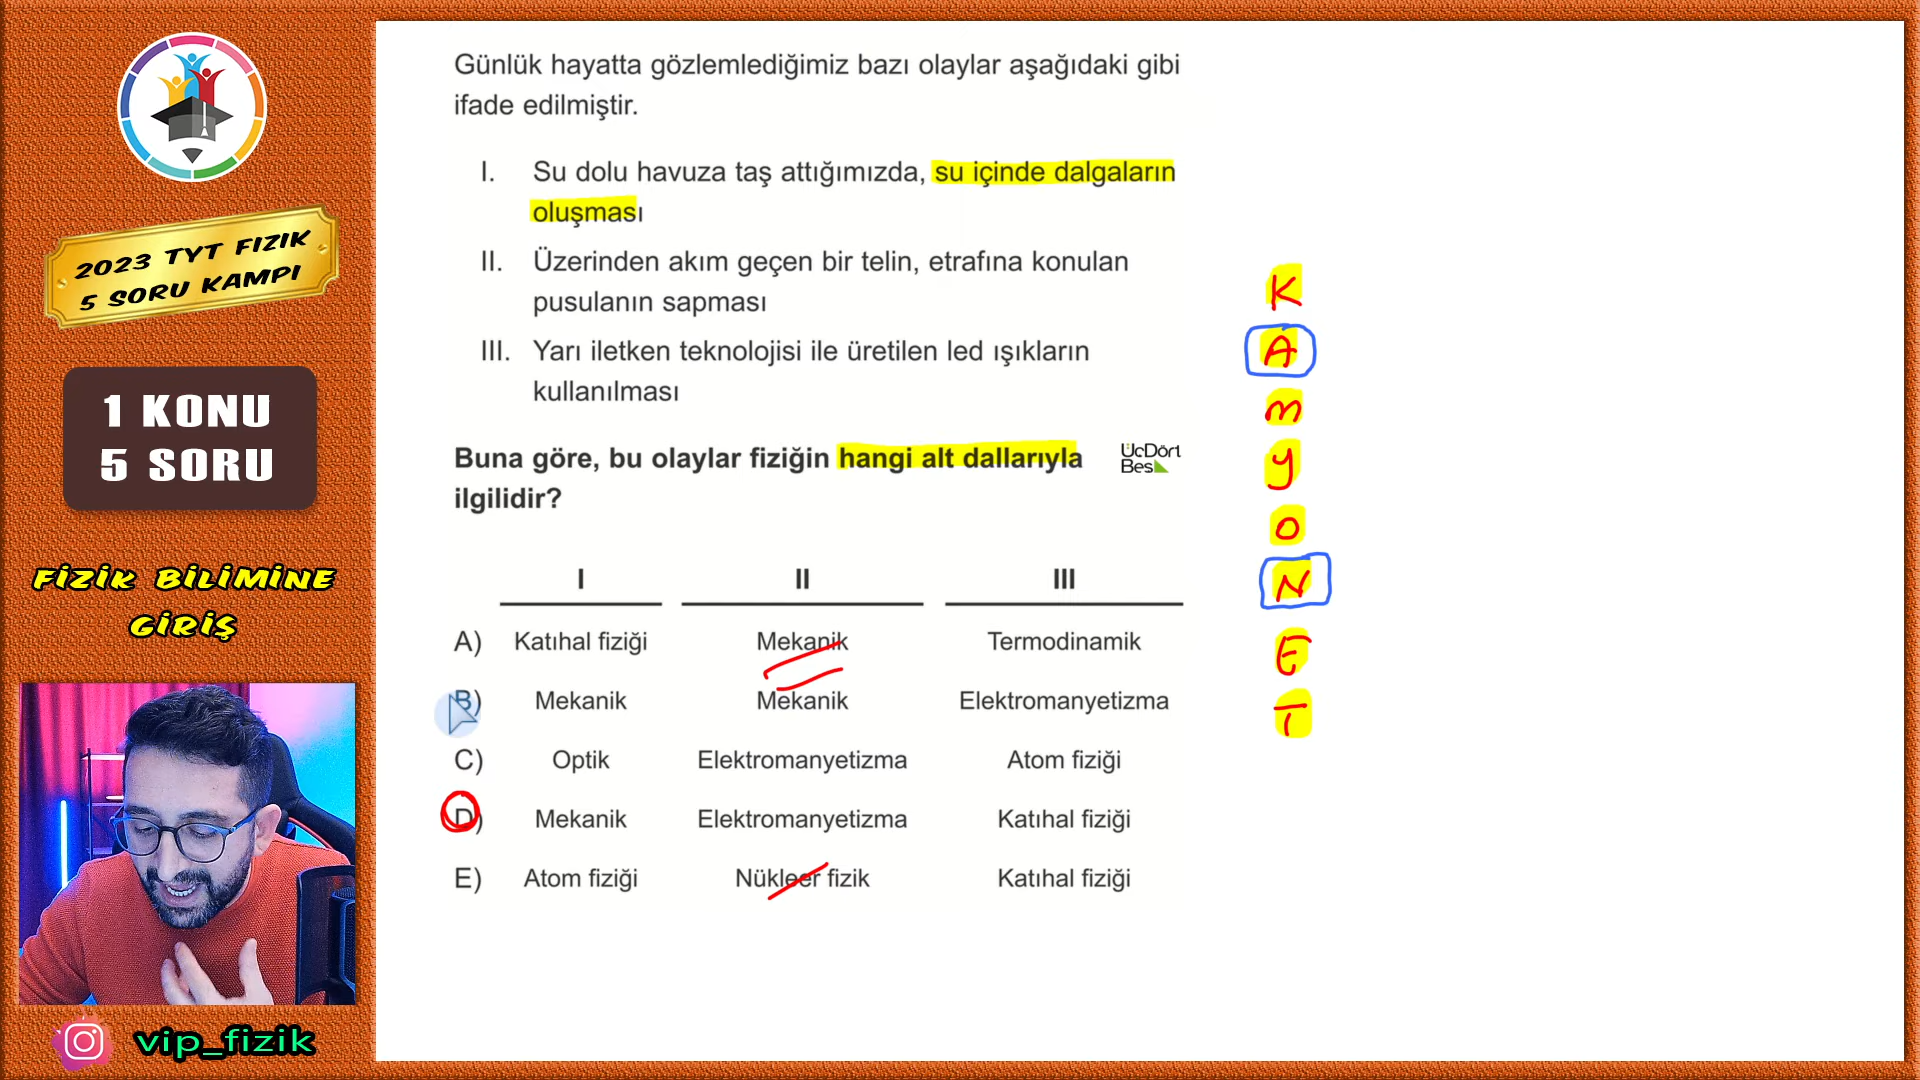 2023 TYT FIZIK
5 SORU KAMPI
1 KONU
5 SORU
FİZİK BİLİMİNE
GİRİŞ
vip_fizik
Günlük hayatta gözlemlediğimiz bazı olaylar aşağıdaki gibi
ifade edilmiştir.
I. Su dolu havuza taş attığımızda, su içinde dalgaların
oluşması
II. Üzerinden akım geçen bir telin, etrafına konulan
pusulanın sapması
III. Yarı iletken teknolojisi ile üretilen led ışıkların
kullanılması
Buna göre, bu olaylar fiziğin hangi alt dallarıyla
ilgilidir?
ÜcDört
Bes
I II III
A) Katıhal fiziği Mekanik Termodinamik
B) Mekanik Mekanik Elektromanyetizma
C) Optik Elektromanyetizma Atom fiziği
D) Mekanik Elektromanyetizma Katıhal fiziği
E) Atom fiziği Nükleer fizik Katıhal fiziği
K
A
m
y
o
N
E
T